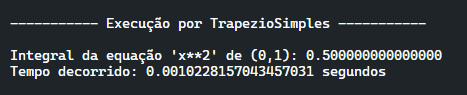 ----------- Execução por TrapezioSimples -----------
Integral da equação 'x**2' de (0,1): 0.500000000000000
Tempo decorrido: 0.0010228157043457031 segundos